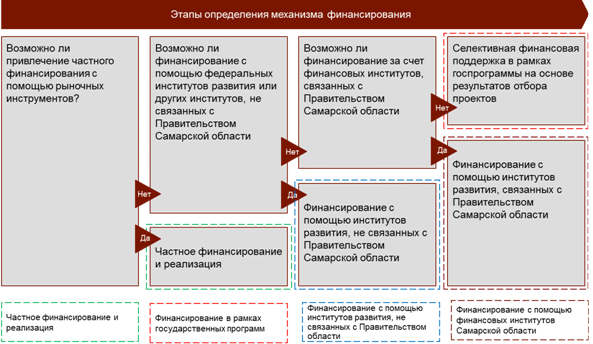 Этапы определения механизма финансирования
Возможно ли
привлечение частного
финансирования с
помощью рыночных
инструментов?
Нет
Да
Возможно ли
финансирование с
помощью федеральных
институтов развития или
других институтов, не
связанных с
Правительством
Самарской области
Нет
Да
Частное финансирование
и реализация
Возможно ли
финансирование за счет
финансовых институтов,
связанных с
Правительством
Самарской области
Нет
Да
Финансирование с
помощью институтов
развития, не связанных с
Правительством
Самарской области
Селективная финансовая
поддержка в рамках
госпрограммы на основе
результатов отбора
проектов
Финансирование с
помощью институтов
развития, связанных с
Правительством
Самарской области
Частное финансирование и
реализация
Финансирование в рамках
государственных программ
Финансирование с помощью
институтов развития, не
связанных с Правительством
области
Финансирование с помощью
финансовых институтов
Самарской области